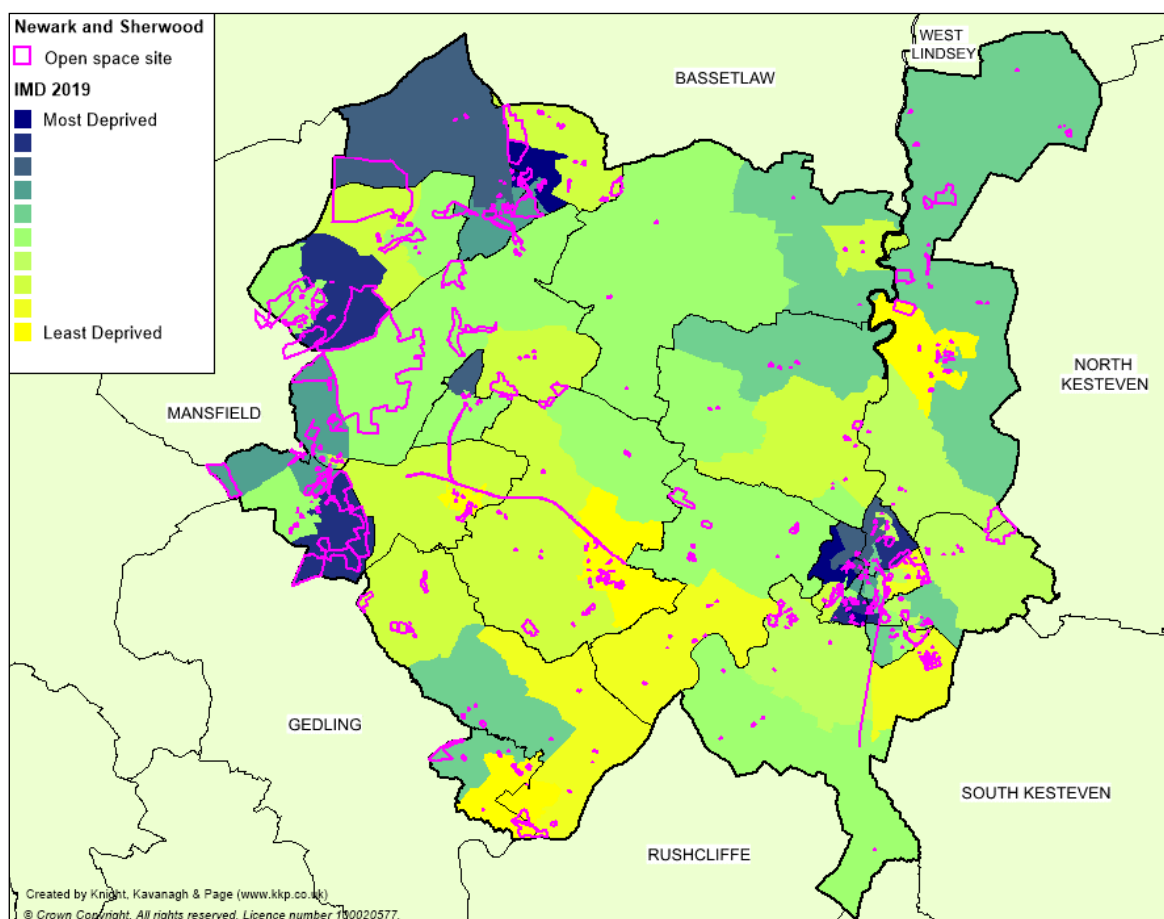 Newark and Sherwood
Open space site
IMD 2019
Most Deprived
Least Deprived
WEST
LINDSEY
BASSETLAW
NORTH
KESTEVEN
MANSFIELD
GEDLING
SOUTH KESTEVEN
RUSHCLIFFE
Created by Knight, Kavanagh & Page (www.kkp.co.uk)
© Crown Copyright. All rights reserved. Licence number 100020577.